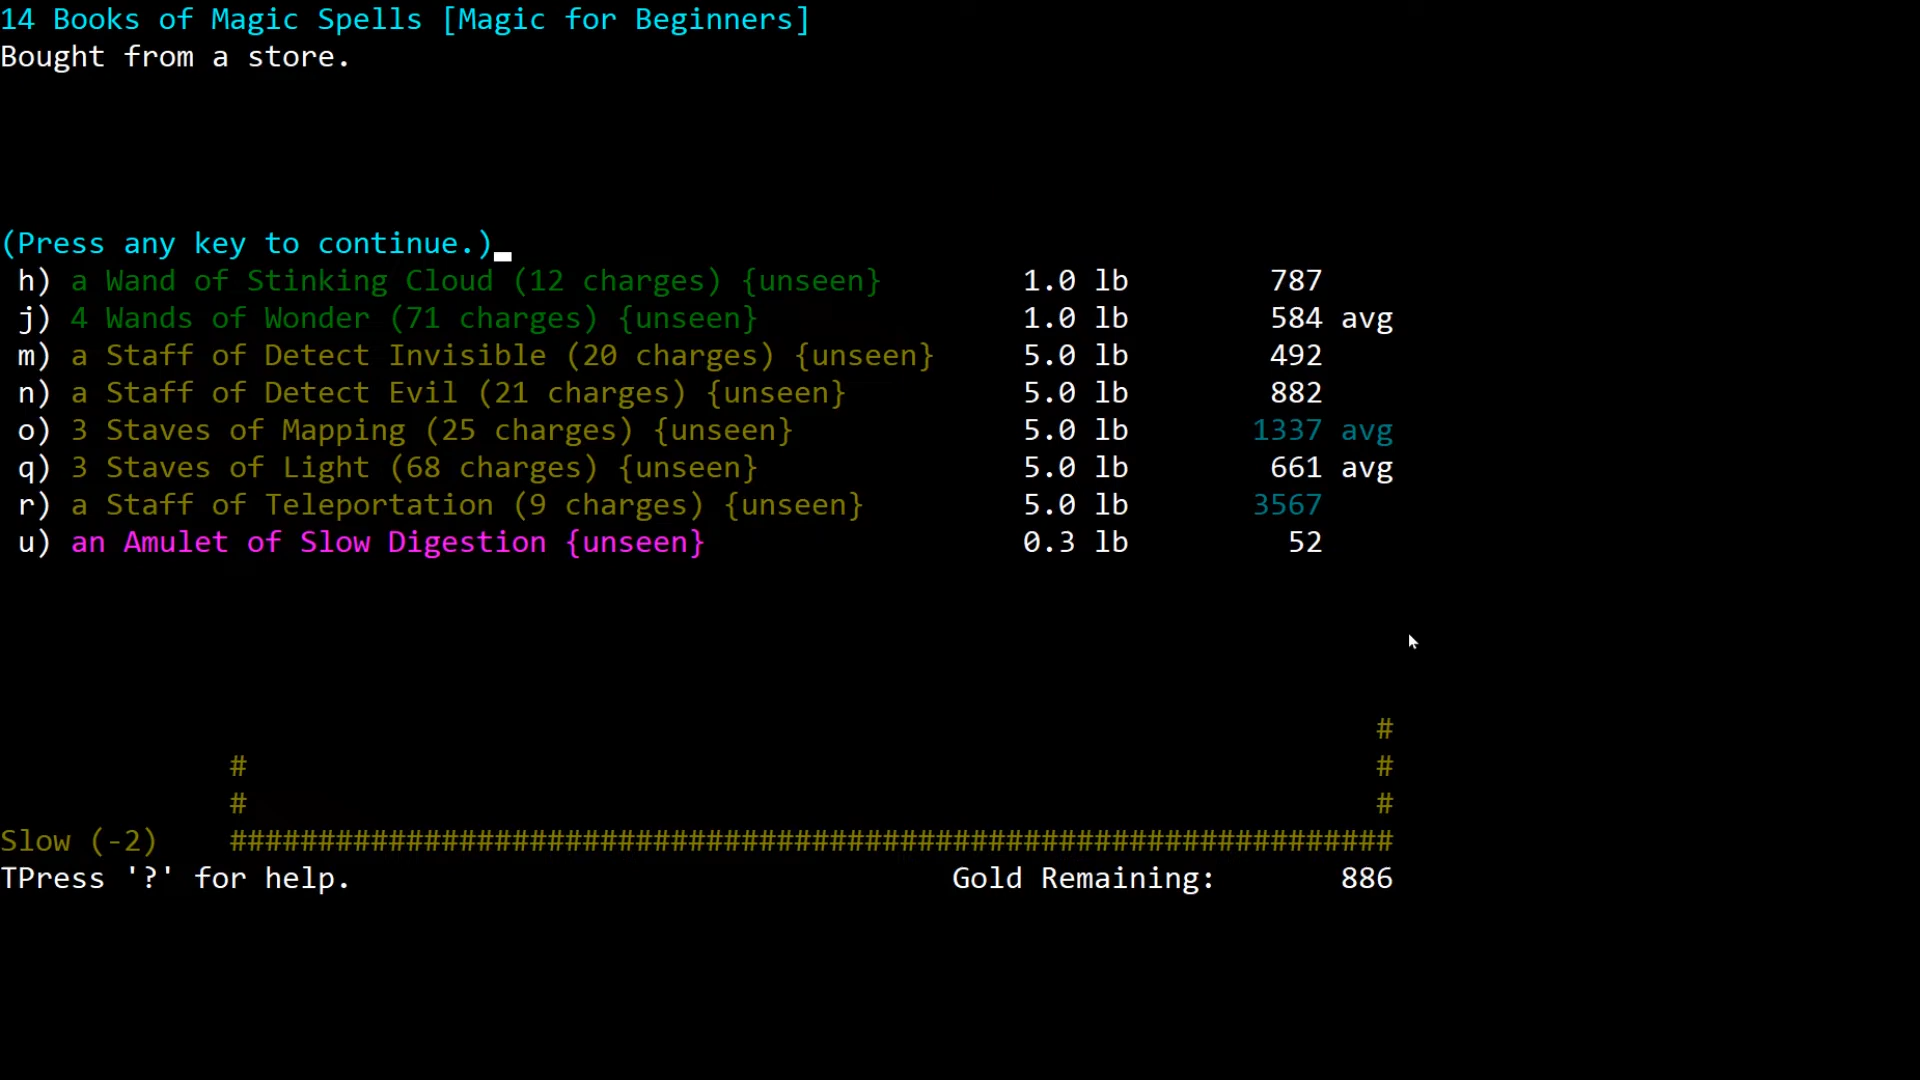 14 Books of Magic Spells [Magic for Beginners]
Bought from a store.
(Press any key to continue.)_
h) a Wand of Stinking Cloud (12 charges) {unseen} 1.0 lb 787
j) 4 Wands of Wonder (71 charges) {unseen} 1.0 lb 584 avg
m) a Staff of Detect Invisible (20 charges) {unseen} 5.0 lb 492
n) a Staff of Detect Evil (21 charges) {unseen} 5.0 lb 882
o) 3 Staves of Mapping (25 charges) {unseen} 5.0 lb 1337 avg
q) 3 Staves of Light (68 charges) {unseen} 5.0 lb 661 avg
r) a Staff of Teleportation (9 charges) {unseen} 5.0 lb 3567
u) an Amulet of Slow Digestion {unseen} 0.3 lb 52
#
# #
# #
Slow (-2) ##################################################################
TPress '?' for help. Gold Remaining: 886